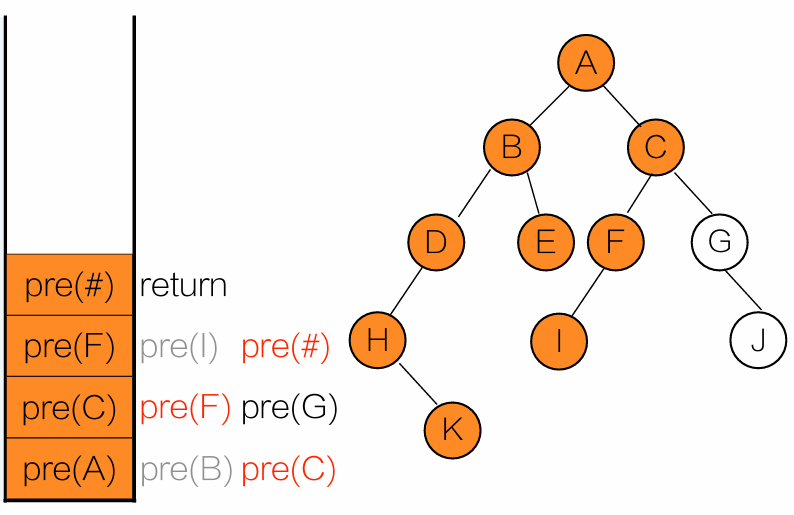 A
B C
D E F G
pre(#) return
H I J
pre(F) pre(I) pre(#)
pre(C) pre(F) pre(G)
K
pre(A) pre(B) pre(C)